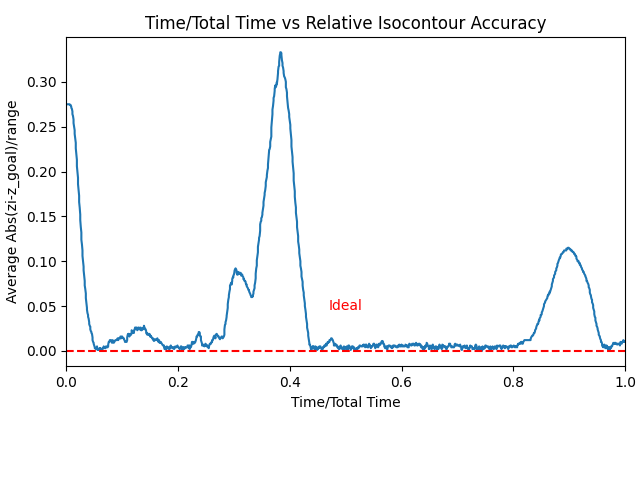 Time/Total Time vs Relative Isocontour Accuracy
Average Abs(zi-z_goal)/range
0.30
0.25
0.20
0.15
0.10
0.05
0.00
Ideal
0.0 0.2 0.4 0.6 0.8 1.0
Time/Total Time